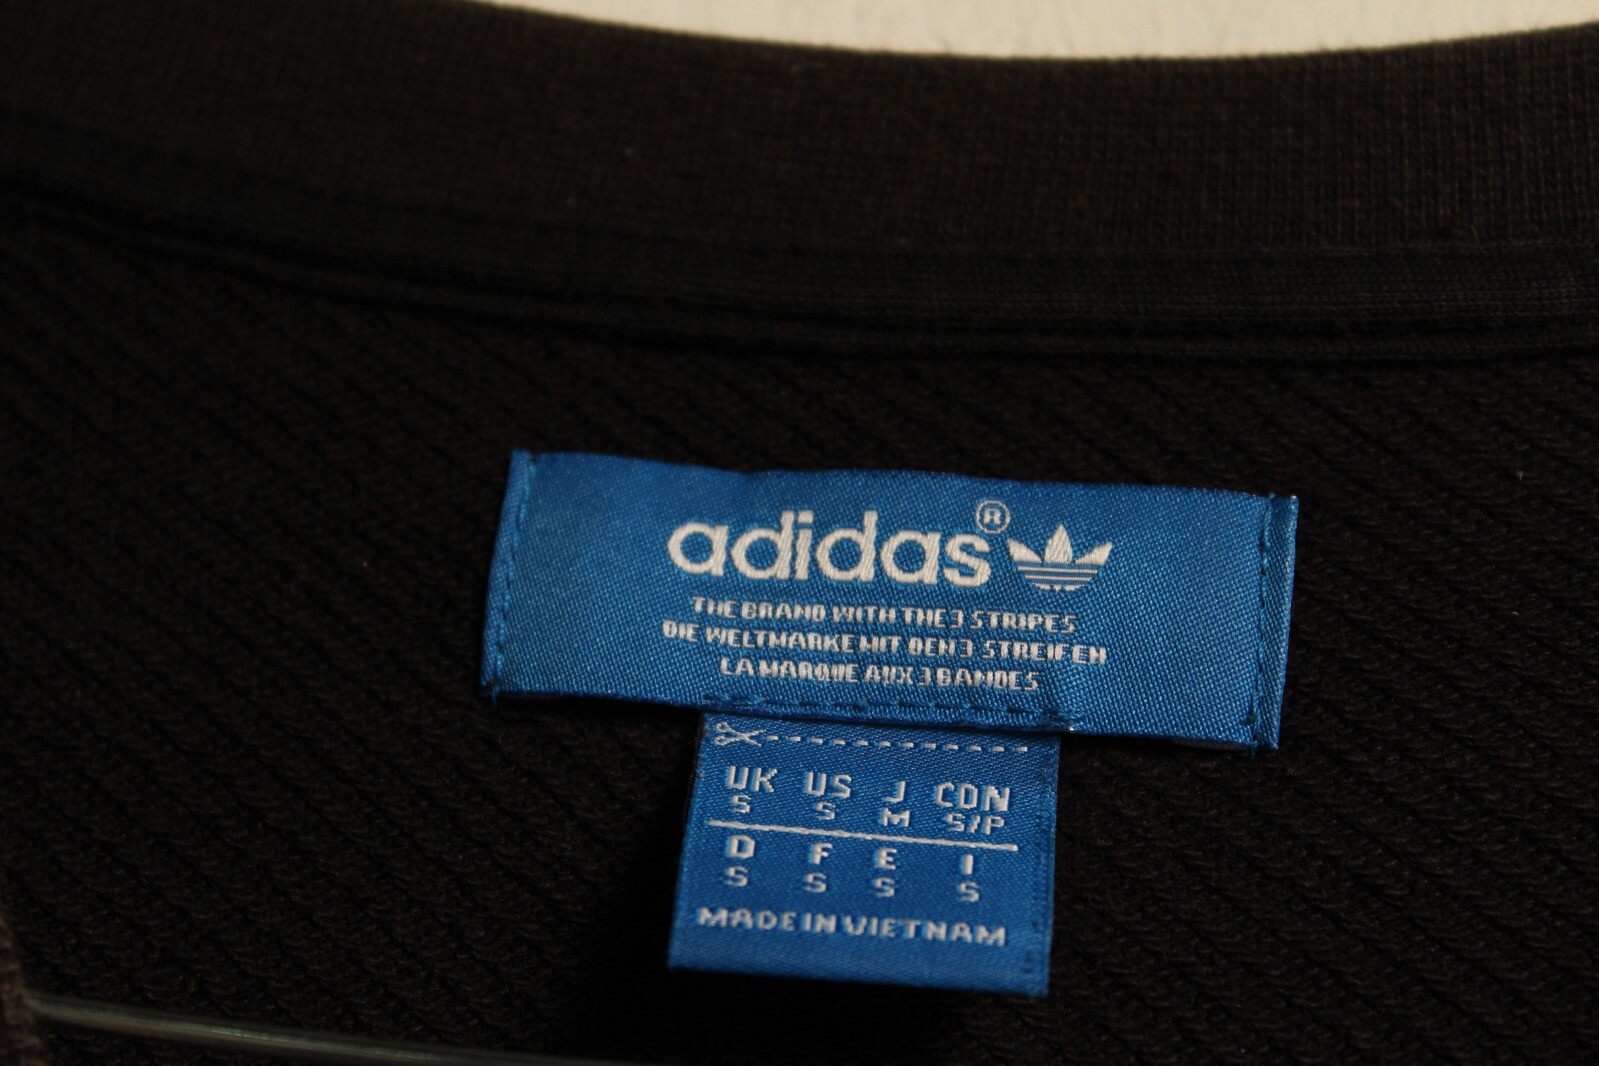 adidas®
THE BRAND WITH THE 3 STRIPES
DIE WELTMARKE MIT DEN 3 STREIFEN
LA MARQUE AUX 3 BANDES
UK US J CDN
S S M S/P
D F E I
S S S S
MADE IN VIETNAM